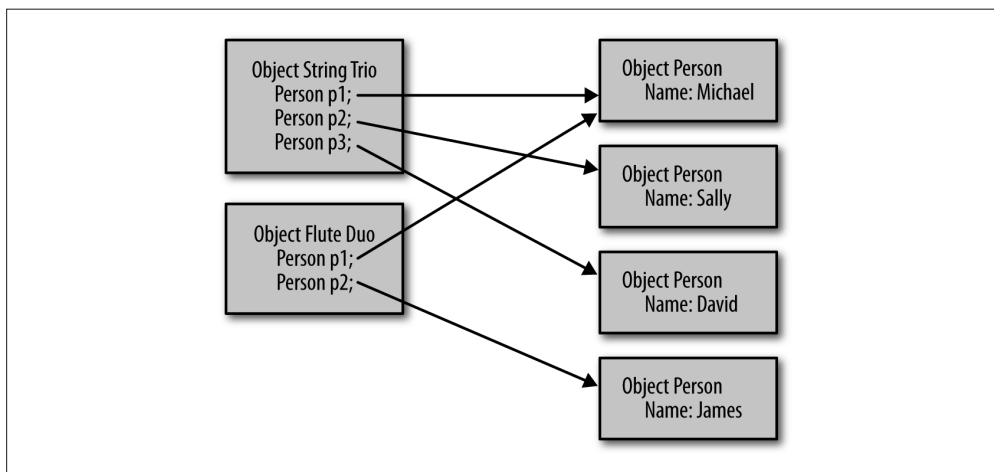 Object String Trio
Person p1;
Person p2;
Person p3;
Object Flute Duo
Person p1;
Person p2;
Object Person
Name: Michael
Object Person
Name: Sally
Object Person
Name: David
Object Person
Name: James